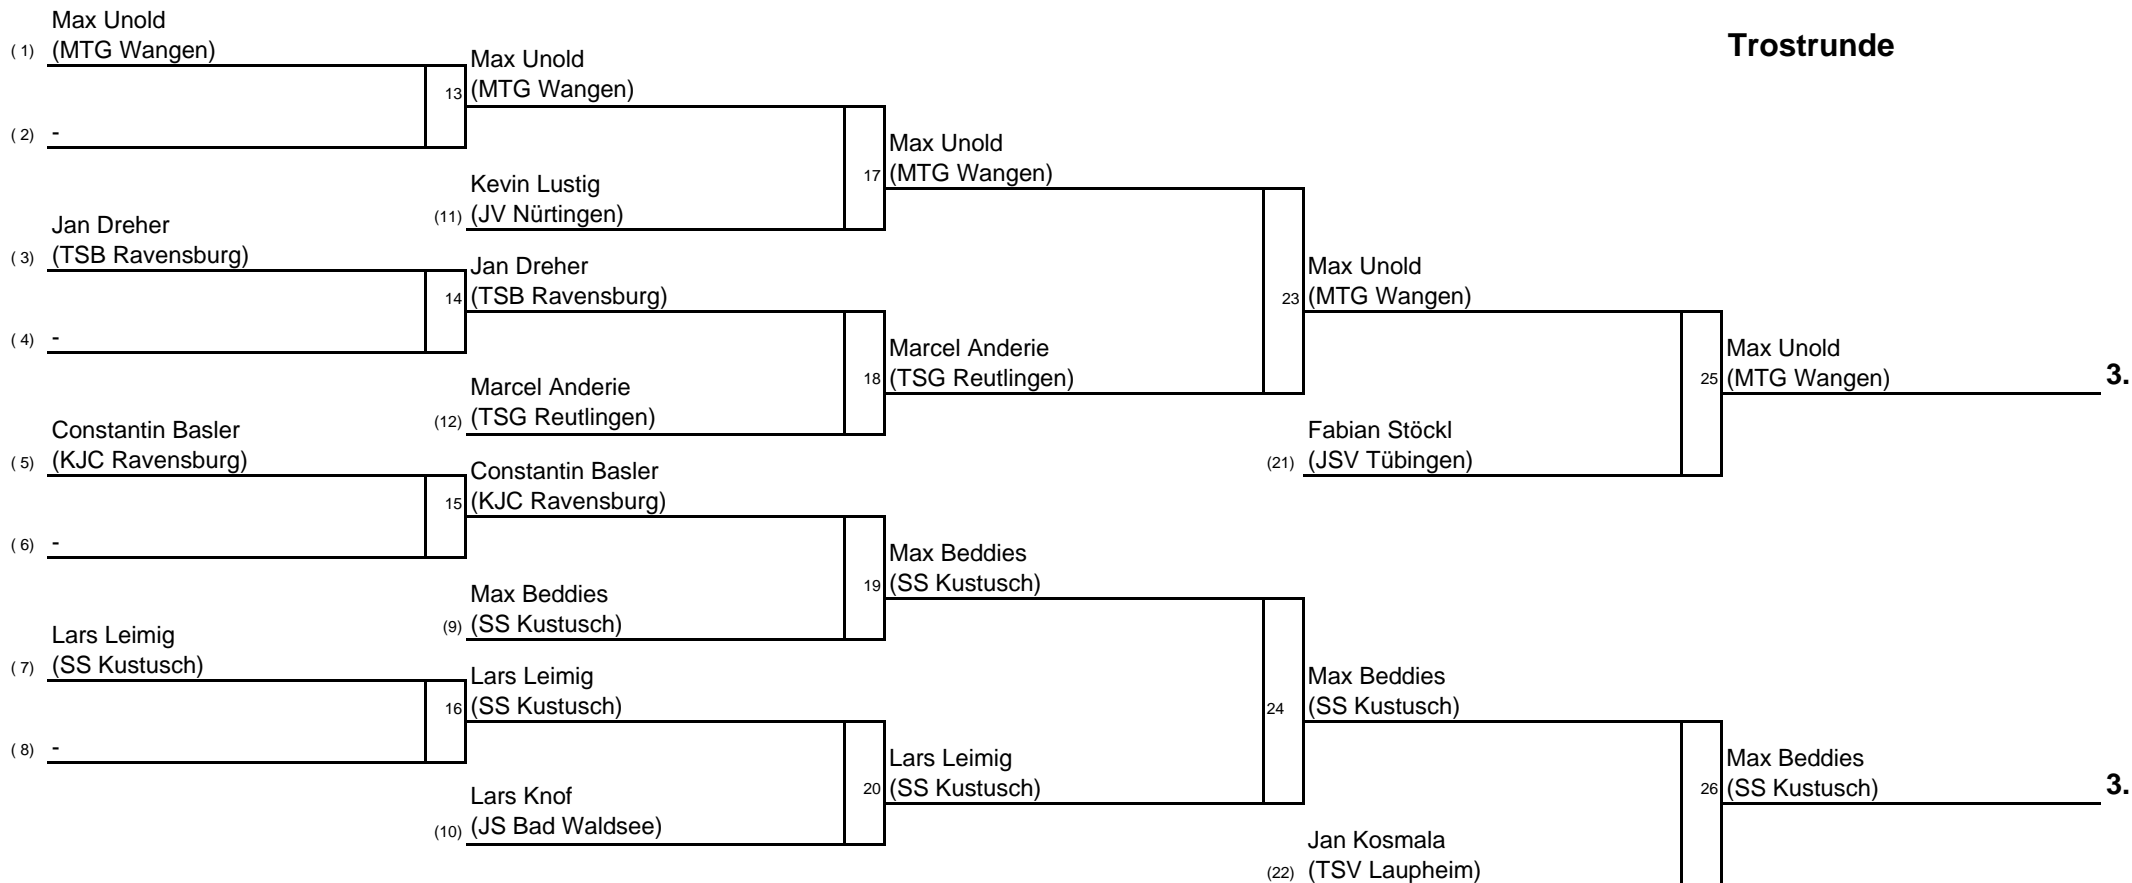 Trostrunde
Max Unold
( 1) (MTG Wangen)
( 2) -
Jan Dreher
( 3) (TSB Ravensburg)
( 4) -
Constantin Basler
( 5) (KJC Ravensburg)
( 6) -
Lars Leimig
( 7) (SS Kustusch)
( 8) -
Max Unold
13 (MTG Wangen)
Kevin Lustig
(11) (JV Nürtingen)
Jan Dreher
14 (TSB Ravensburg)
Marcel Anderie
(12) (TSG Reutlingen)
Constantin Basler
15 (KJC Ravensburg)
Max Beddies
(9) (SS Kustusch)
Lars Leimig
16 (SS Kustusch)
Lars Knof
(10) (JS Bad Waldsee)
Max Unold
17 (MTG Wangen)
Marcel Anderie
18 (TSG Reutlingen)
Max Beddies
19 (SS Kustusch)
Lars Leimig
20 (SS Kustusch)
Max Unold
23 (MTG Wangen)
Fabian Stöckl
(21) (JSV Tübingen)
Max Beddies
24 (SS Kustusch)
Jan Kosmala
(22) (TSV Laupheim)
Max Unold
25 (MTG Wangen) 3.
Max Beddies
26 (SS Kustusch) 3.